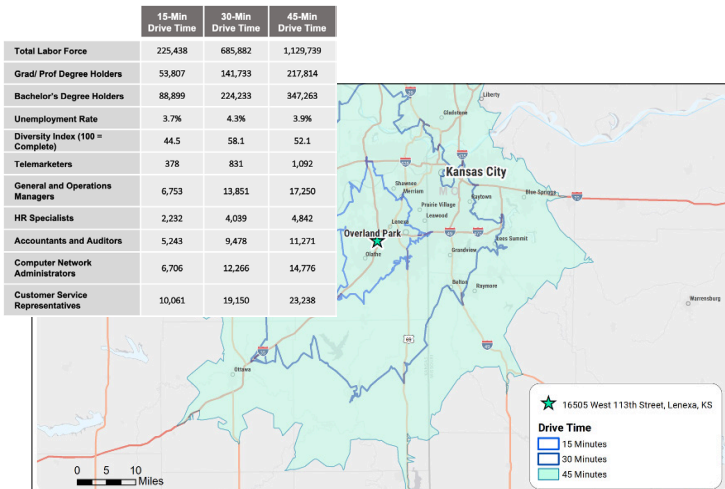 15-Min Drive Time 30-Min Drive Time 45-Min Drive Time
Total Labor Force 225,438 685,882 1,129,739
Grad/ Prof Degree Holders 53,807 141,733 217,814
Bachelor's Degree Holders 88,899 224,233 347,263
Unemployment Rate 3.7% 4.3% 3.9%
Diversity Index (100 = Complete) 44.5 58.1 52.1
Telemarketers 378 831 1,092
General and Operations Managers 6,753 13,851 17,250
HR Specialists 2,232 4,039 4,842
Accountants and Auditors 5,243 9,478 11,271
Computer Network Administrators 6,706 12,266 14,776
Customer Service Representatives 10,061 19,150 23,238
Liberty
Gladstone
Kansas City
Shawnee
Merriam
Raytown
Blue Springs
Prairie Village
Leawood
Lenexa
Overland Park
Lees Summit
Olathe
Grandview
Belton
Raymore
Warrensburg
69
Ottawa
16505 West 113th Street, Lenexa, KS
Drive Time
15 Minutes
30 Minutes
45 Minutes
0 5 10
Miles